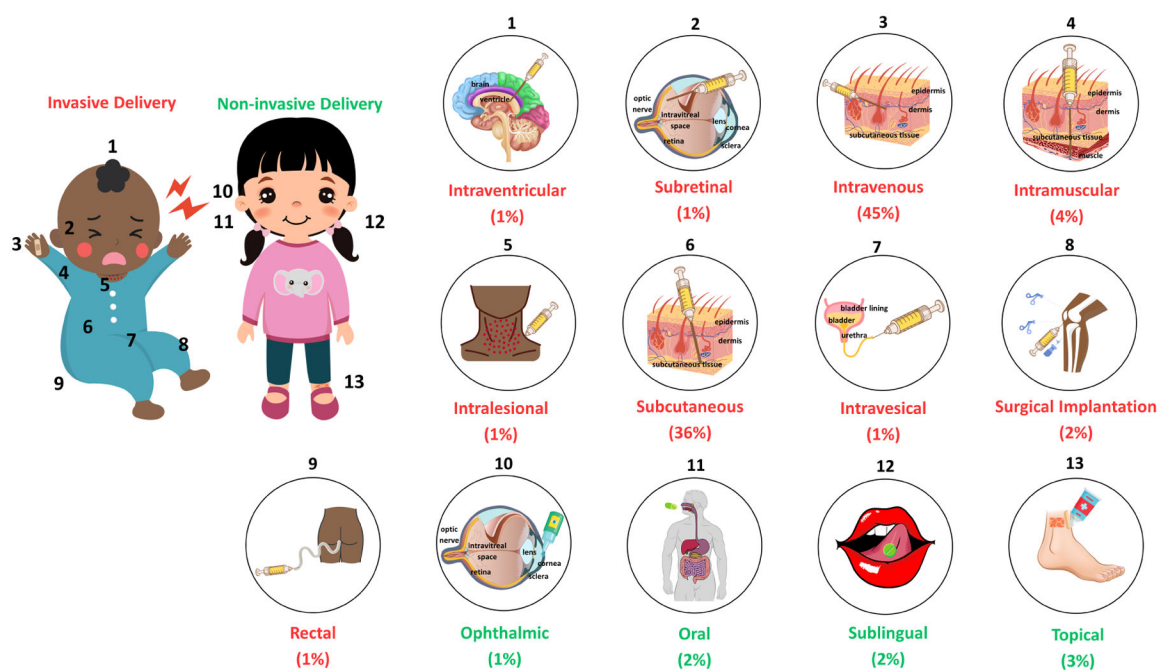 Invasive Delivery
Non-invasive Delivery
1
2
3
4
5
6
7
8
9
10
11
12
13
1
brain
ventricle
Intraventricular
(1%)
2
optic
nerve
intravitreal
space
retina
lens
cornea
sclera
Subretinal
(1%)
3
epidermis
dermis
subcutaneous tissue
Intravenous
(45%)
4
epidermis
dermis
subcutaneous tissue
muscle
Intramuscular
(4%)
5
Intralesional
(1%)
6
epidermis
dermis
subcutaneous tissue
Subcutaneous
(36%)
7
bladder lining
bladder
urethra
Intravesical
(1%)
8
Surgical Implantation
(2%)
9
Rectal
(1%)
10
optic
nerve
intravitreal
space
retina
lens
cornea
sclera
Ophthalmic
(1%)
11
Oral
(2%)
12
Sublingual
(2%)
13
Topical
(3%)